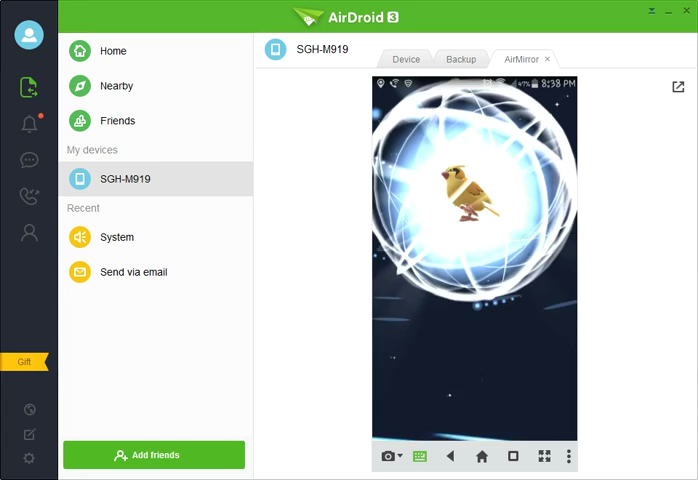 AirDroid 3
Home
Nearby
Friends
My devices
SGH-M919
Recent
System
Send via email
Gift
Add friends
SGH-M919
Device
Backup
AirMirror ×
47% 8:38 PM